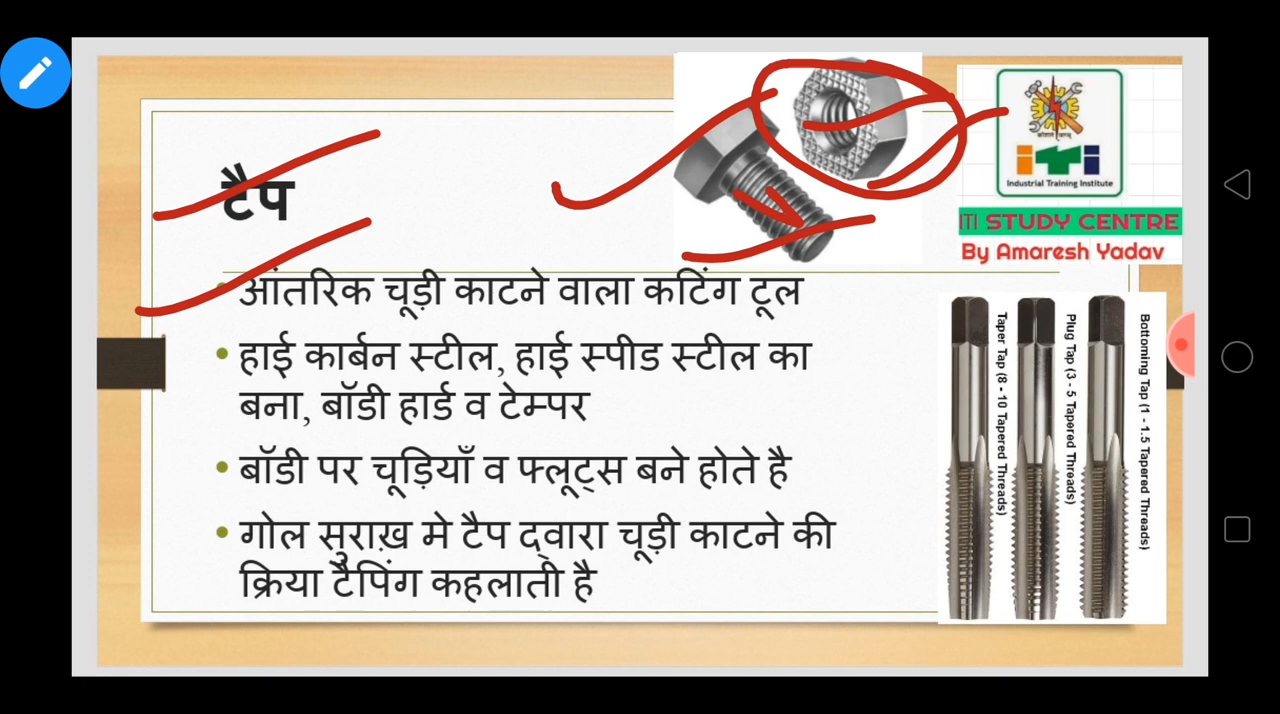 टैप
आंतरिक चूड़ी काटने वाला कटिंग टूल
हाई कार्बन स्टील, हाई स्पीड स्टील का
बना, बॉडी हार्ड व टेम्पर
बॉडी पर चूड़ियाँ व फ्लूट्स बने होते है
गोल सुराख़ मे टैप द्वारा चूड़ी काटने की
क्रिया टैपिंग कहलाती है
iTi
Industrial Training Institute
ITI STUDY CENTRE
By Amaresh Yadav
Taper Tap (8 - 10 Tapered Threads)
Plug Tap (3 - 5 Tapered Threads)
Bottoming Tap (1 - 1.5 Tapered Threads)